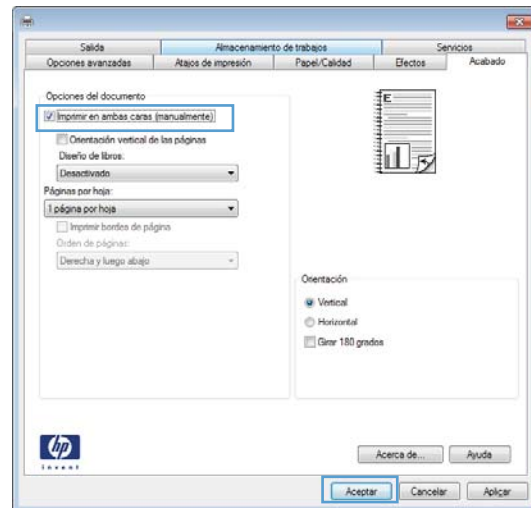 Salida
Almacenamiento de trabajos
Servicios
Opciones avanzadas
Atajos de impresión
Papel/Calidad
Efectos
Acabado
Opciones del documento
Imprimir en ambas caras (manualmente)
Orientación vertical de las páginas
Diseño de libros:
Desactivado
Páginas por hoja:
1 página por hoja
Imprimir bordes de página
Orden de páginas:
Derecha y luego abajo
E
Orientación
Vertical
Horizontal
Girar 180 grados
hp
invent
Acerca de...
Ayuda
Aceptar
Cancelar
Aplicar